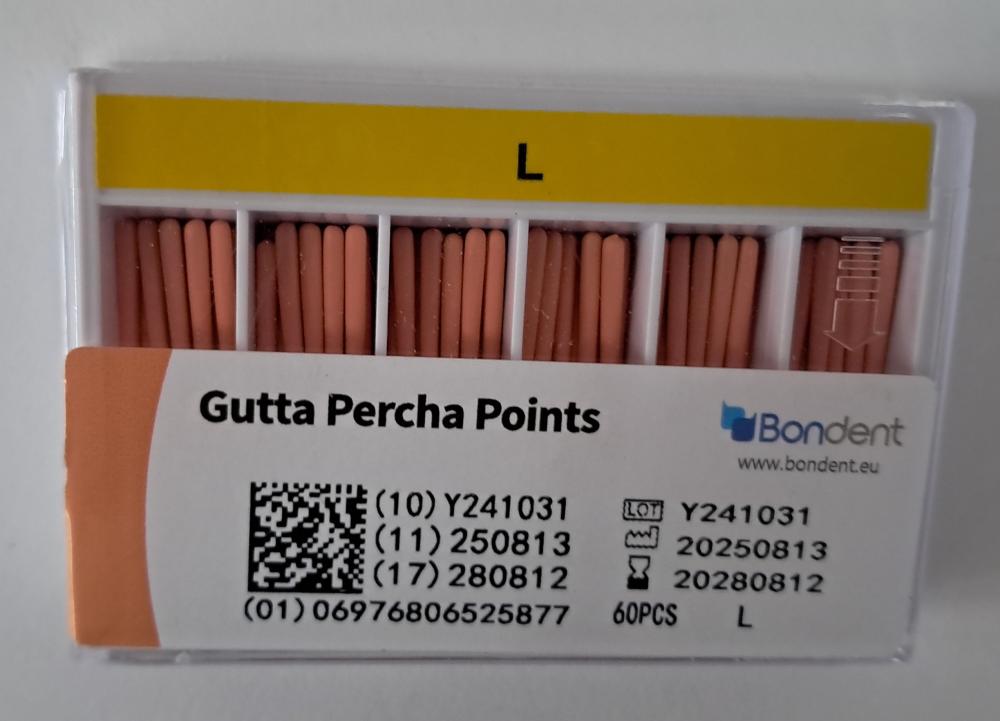 L
Gutta Percha Points
Bondent
www.bondent.eu
(10) Y241031
(11) 250813
(17) 280812
(01) 06976806525877
LOT Y241031
20250813
20280812
60PCS L